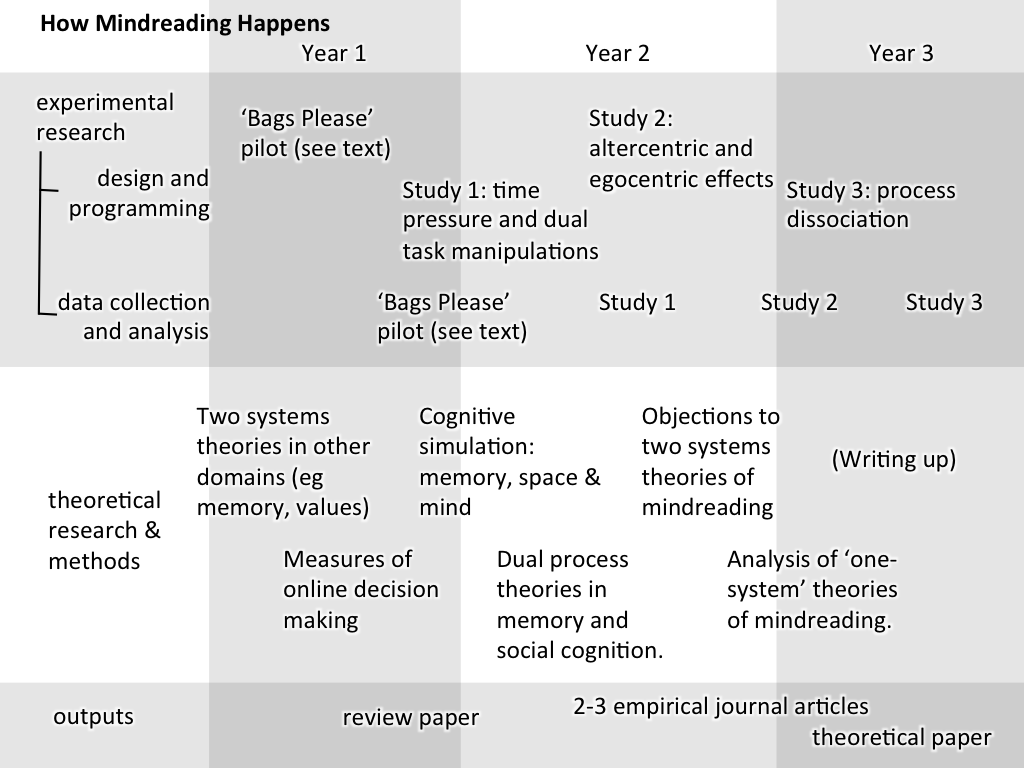 How Mindreading Happens
Year 1
Year 2
Year 3
experimental
research
design and
programming
data collection
and analysis
‘Bags Please’
pilot (see text)
Study 1: time
pressure and dual
task manipulations
Study 2:
altercentric and
egocentric effects
Study 3: process
dissociation
‘Bags Please’
pilot (see text)
Study 1
Study 2
Study 3
theoretical
research &
methods
Two systems
theories in other
domains (eg
memory, values)
Cognitive
simulation:
memory, space &
mind
Objections to
two systems
theories of
mindreading
(Writing up)
Measures of
online decision
making
Dual process
theories in
memory and
social cognition.
Analysis of ‘one-
system’ theories
of mindreading.
outputs
review paper
2-3 empirical journal articles
theoretical paper